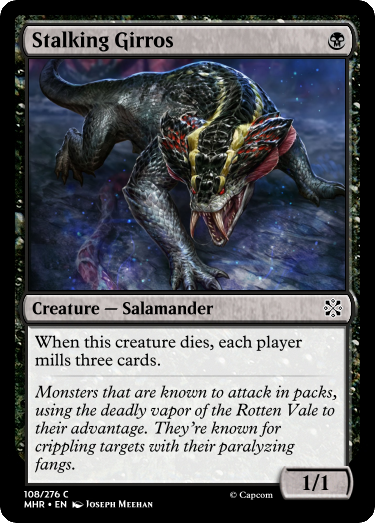 Stalking Girros
Creature — Salamander
When this creature dies, each player
mills three cards.
Monsters that are known to attack in packs,
using the deadly vapor of the Rotten Vale to
their advantage. They're known for
crippling targets with their paralyzing
fangs.
1/1
108/276 C
MHR • EN Joseph Meehan
© Capcom